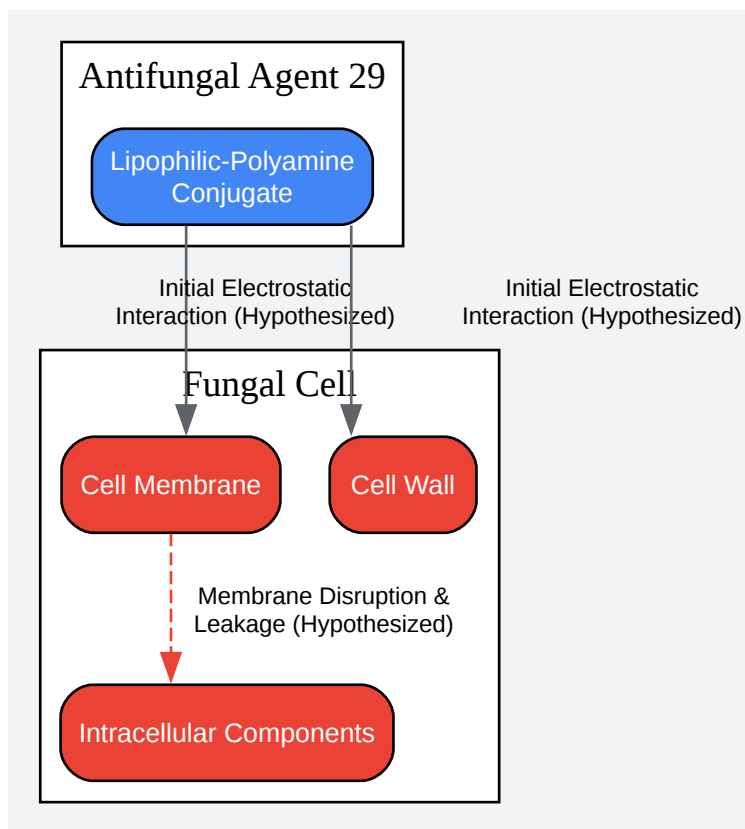 Antifungal Agent 29
Lipophilic-Polyamine
Conjugate
Initial Electrostatic
Interaction (Hypothesized)
Initial Electrostatic
Interaction (Hypothesized)
Fungal Cell
Cell Membrane
Cell Wall
Membrane Disruption &
Leakage (Hypothesized)
Intracellular Components